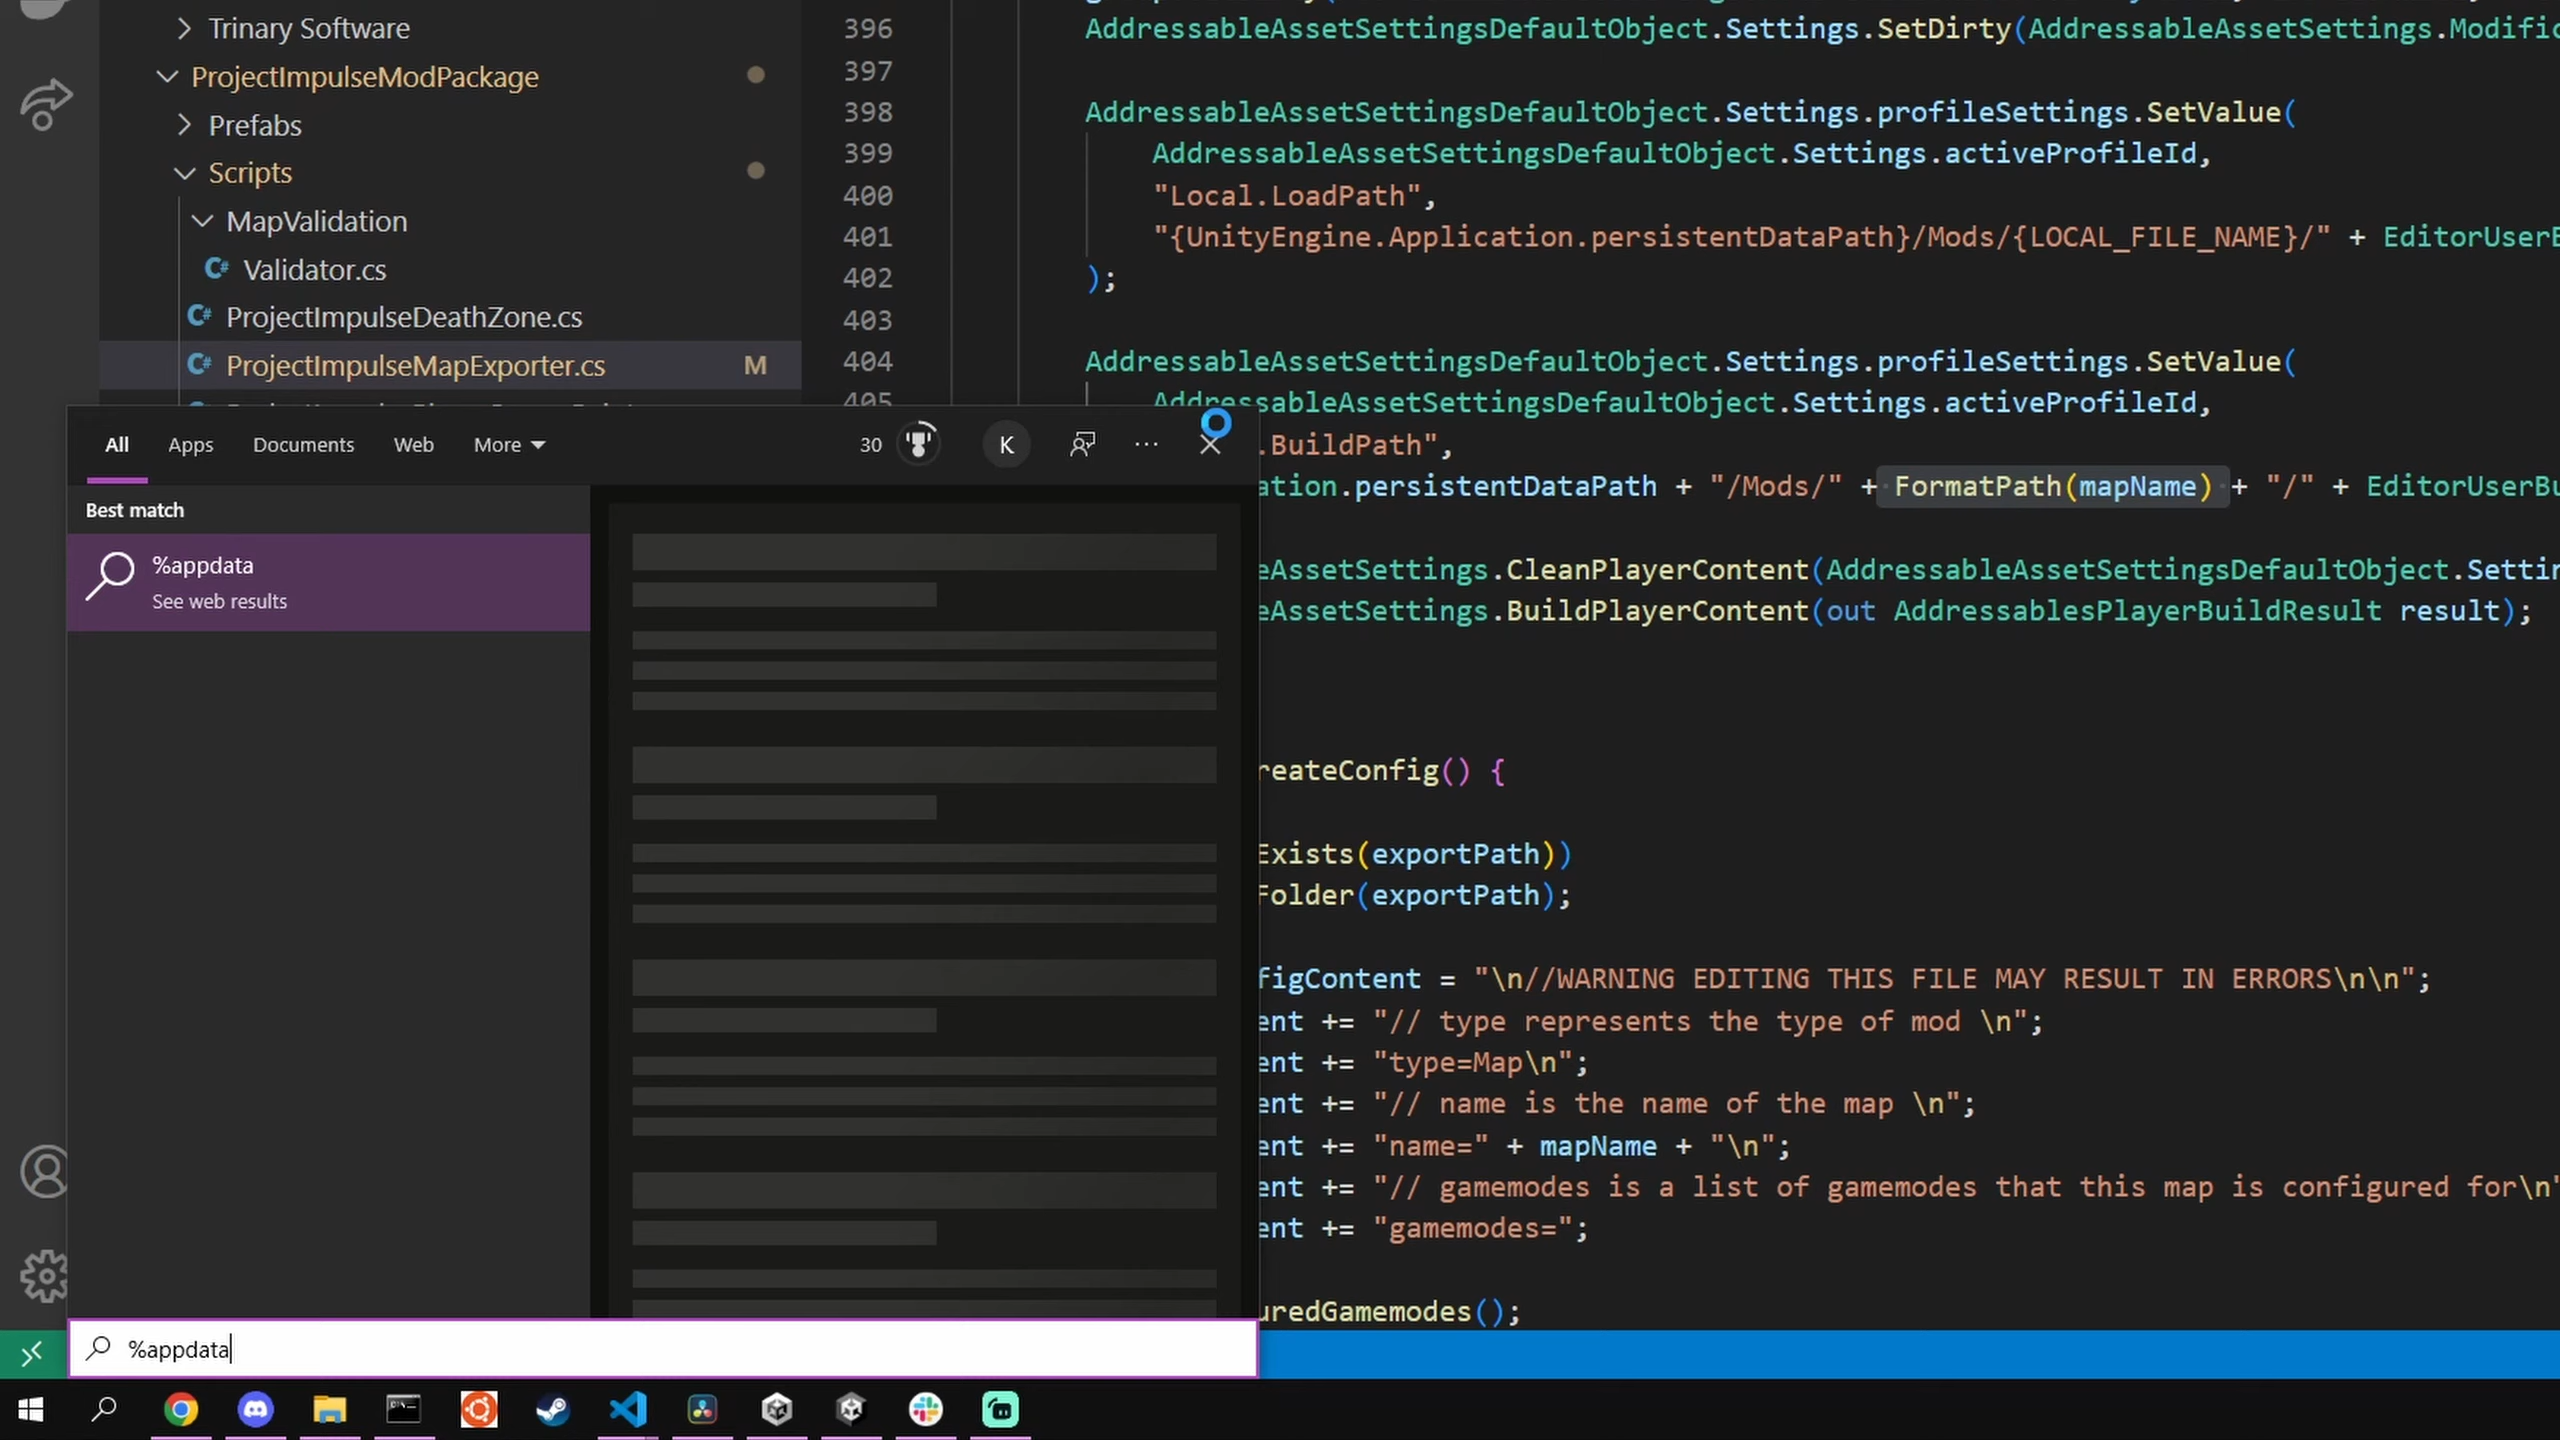 Trinary Software
ProjectImpulseModPackage
Prefabs
Scripts
MapValidation
C# Validator.cs
C# ProjectImpulseDeathZone.cs
C# ProjectImpulseMapExporter.cs M
396 AddressableAssetSettingsDefaultObject.Settings.SetDirty(AddressableAssetSettings.Modific
397
398 AddressableAssetSettingsDefaultObject.Settings.profileSettings.SetValue(
399 AddressableAssetSettingsDefaultObject.Settings.activeProfileId,
400 "Local.LoadPath",
401 "{UnityEngine.Application.persistentDataPath}/Mods/{LOCAL_FILE_NAME}/" + EditorUserB
402 );
403
404 AddressableAssetSettingsDefaultObject.Settings.profileSettings.SetValue(
405 AddressableAssetSettingsDefaultObject.Settings.activeProfileId,
.BuildPath",
ation.persistentDataPath + "/Mods/" + FormatPath(mapName) + "/" + EditorUserBu
eAssetSettings.CleanPlayerContent(AddressableAssetSettingsDefaultObject.Settin
eAssetSettings.BuildPlayerContent(out AddressablesPlayerBuildResult result);
reateConfig() {
Exists(exportPath))
Folder(exportPath);
figContent = "\n//WARNING EDITING THIS FILE MAY RESULT IN ERRORS\n\n";
ent += "// type represents the type of mod \n";
ent += "type=Map\n";
ent += "// name is the name of the map \n";
ent += "name=" + mapName + "\n";
ent += "// gamemodes is a list of gamemodes that this map is configured for\n"
ent += "gamemodes=";
uredGamemodes();
All Apps Documents Web More 30 K
Best match
%appdata
See web results
%appdata